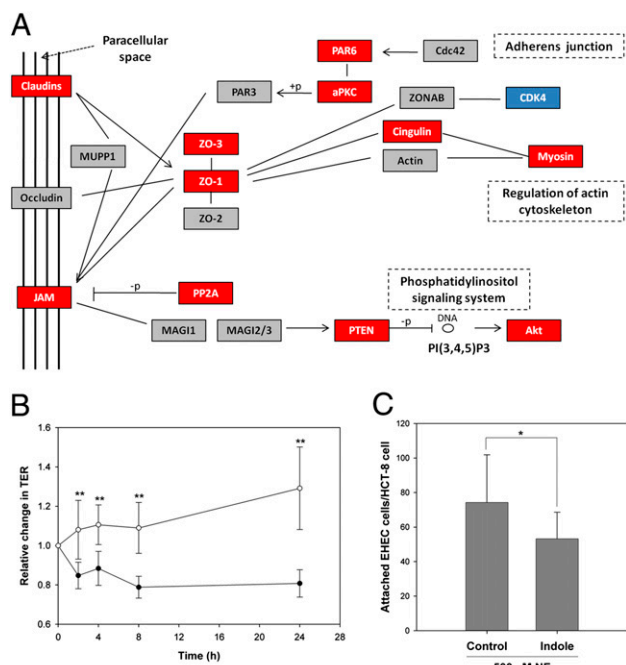 A
Paracellular
space
PAR6
Cdc42
Adherens junction
Claudins
PAR3
+p
aPKC
ZONAB
CDK4
ZO-3
Cingulin
MUPP1
Actin
Myosin
ZO-1
Occludin
ZO-2
Regulation of actin
cytoskeleton
JAM
-p
PP2A
Phosphatidylinositol
signaling system
MAGI1
MAGI2/3
PTEN
-p
DNA
Akt
PI(3,4,5)P3
B
Relative change in TER
1.6
1.4
1.2
1.0
0.8
0.6
**
**
**
**
0
4
8
12
16
20
24
28
Time (h)
C
Attached EHEC cells/HCT-8 cell
120
100
80
60
40
20
0
*
Control
Indole